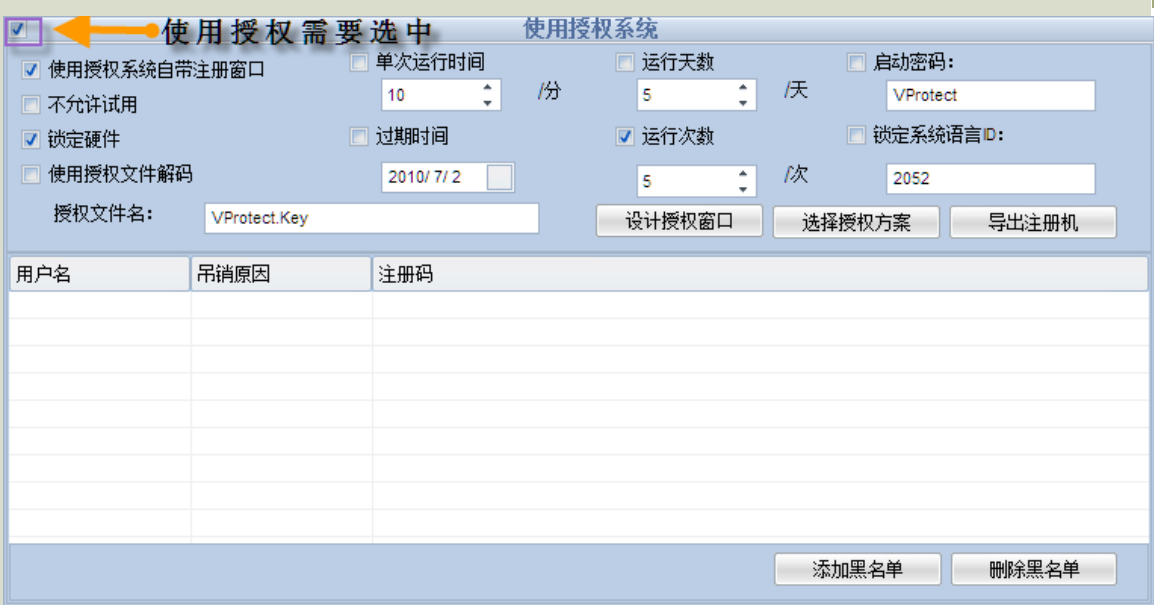 使用授权需要选中 使用授权系统
使用授权系统自带注册窗口 单次运行时间 运行天数 启动密码:
不允许试用 10 /分 5 /天 VProtect
锁定硬件 过期时间 运行次数 锁定系统语言ID:
使用授权文件解码 2010/ 7/ 2 5 /次 2052
授权文件名: VProtect.Key 设计授权窗口 选择授权方案 导出注册机
用户名 吊销原因 注册码
添加黑名单 删除黑名单